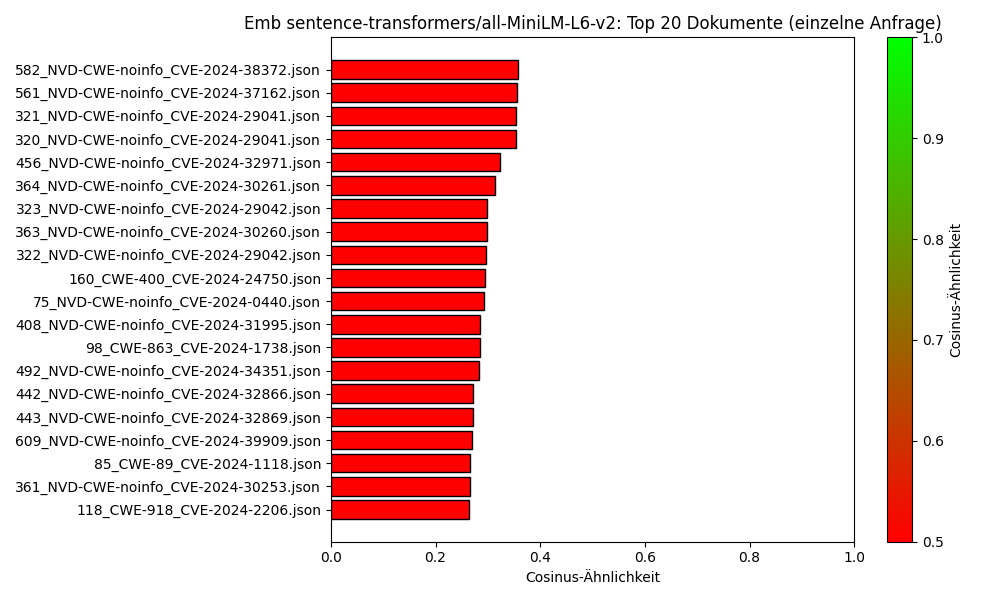 Emb sentence-transformers/all-MiniLM-L6-v2: Top 20 Dokumente (einzelne Anfrage)
582_NVD-CWE-noinfo_CVE-2024-38372.json
561_NVD-CWE-noinfo_CVE-2024-37162.json
321_NVD-CWE-noinfo_CVE-2024-29041.json
320_NVD-CWE-noinfo_CVE-2024-29041.json
456_NVD-CWE-noinfo_CVE-2024-32971.json
364_NVD-CWE-noinfo_CVE-2024-30261.json
323_NVD-CWE-noinfo_CVE-2024-29042.json
363_NVD-CWE-noinfo_CVE-2024-30260.json
322_NVD-CWE-noinfo_CVE-2024-29042.json
160_CWE-400_CVE-2024-24750.json
75_NVD-CWE-noinfo_CVE-2024-0440.json
408_NVD-CWE-noinfo_CVE-2024-31995.json
98_CWE-863_CVE-2024-1738.json
492_NVD-CWE-noinfo_CVE-2024-34351.json
442_NVD-CWE-noinfo_CVE-2024-32866.json
443_NVD-CWE-noinfo_CVE-2024-32869.json
609_NVD-CWE-noinfo_CVE-2024-39909.json
85_CWE-89_CVE-2024-1118.json
361_NVD-CWE-noinfo_CVE-2024-30253.json
118_CWE-918_CVE-2024-2206.json
0.0 0.2 0.4 0.6 0.8 1.0
Cosinus-Ähnlichkeit
1.0
0.9
0.8
0.7
0.6
0.5
Cosinus-Ähnlichkeit